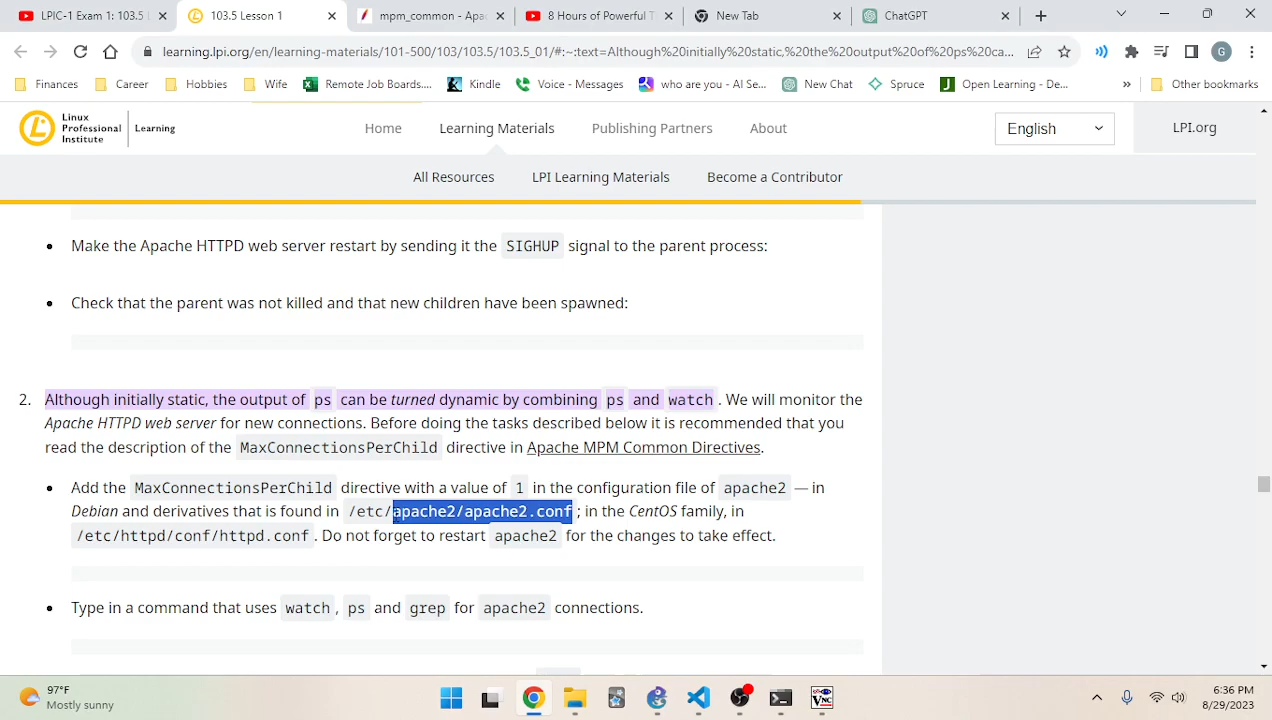 LPIC-1 Exam 1: 103.5 L
103.5 Lesson 1
mpm_common - Apac
8 Hours of Powerful T
New Tab
ChatGPT
learning.lpi.org/en/learning-materials/101-500/103/103.5/103.5_01/#:~:text=Although%20initially%20static,%20the%20output%20of%20ps%20ca...
G
Finances
Career
Hobbies
Wife
Remote Job Boards....
Kindle
Voice - Messages
who are you - AI Se...
New Chat
Spruce
Open Learning - De...
»
Other bookmarks
Linux
Professional
Institute
Learning
Home
Learning Materials
Publishing Partners
About
English
LPI.org
All Resources
LPI Learning Materials
Become a Contributor
Make the Apache HTTPD web server restart by sending it the SIGHUP signal to the parent process:
Check that the parent was not killed and that new children have been spawned:
2. Although initially static, the output of ps can be turned dynamic by combining ps and watch. We will monitor the
Apache HTTP web server for new connections. Before doing the tasks described below it is recommended that you
read the description of the MaxConnectionsPerChild directive in Apache MPM Common Directives.
Add the MaxConnectionsPerChild directive with a value of 1 in the configuration file of apache2 — in
Debian and derivatives that is found in /etc/apache2/apache2.conf; in the CentOS family, in
/etc/httpd/conf/httpd.conf. Do not forget to restart apache2 for the changes to take effect.
Type in a command that uses watch, ps and grep for apache2 connections.
97°F
Mostly sunny
6:36 PM
8/29/2023